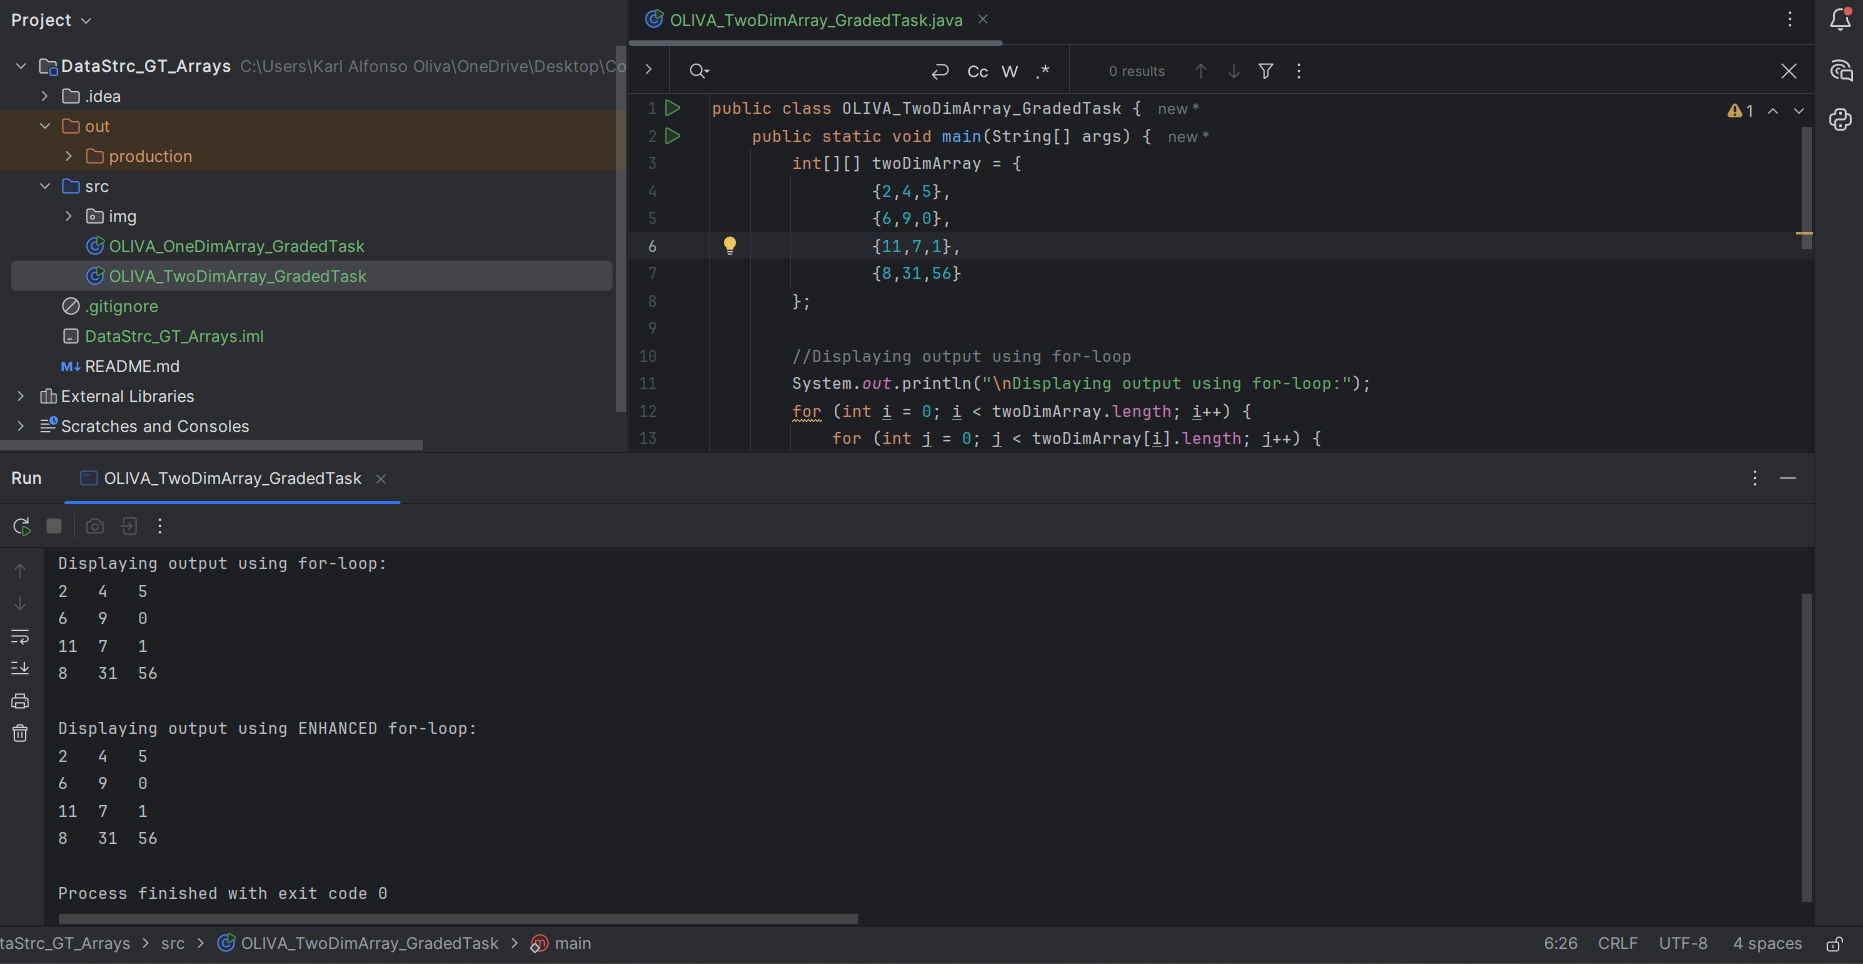 Project
DataStrc_GT_Arrays C:\Users\Karl Alfonso Oliva\OneDrive\Desktop\Co
.idea
out
production
src
img
OLIVA_OneDimArray_GradedTask
OLIVA_TwoDimArray_GradedTask
.gitignore
DataStrc_GT_Arrays.iml
M↓ README.md
External Libraries
Scratches and Consoles
OLIVA_TwoDimArray_GradedTask.java
Cc W .* 0 results
1 public class OLIVA_TwoDimArray_GradedTask { new *
1
2 public static void main(String[] args) { new *
3 int[][] twoDimArray = {
4 {2,4,5},
5 {6,9,0},
6 {11,7,1},
7 {8,31,56}
8 };
9
10 //Displaying output using for-loop
11 System.out.println("\nDisplaying output using for-loop:");
12 for (int i = 0; i < twoDimArray.length; i++) {
13 for (int j = 0; j < twoDimArray[i].length; j++) {
Run OLIVA_TwoDimArray_GradedTask
Displaying output using for-loop:
2 4 5
6 9 0
11 7 1
8 31 56
Displaying output using ENHANCED for-loop:
2 4 5
6 9 0
11 7 1
8 31 56
Process finished with exit code 0
taStrc_GT_Arrays > src > OLIVA_TwoDimArray_GradedTask > m main
6:26 CRLF UTF-8 4 spaces